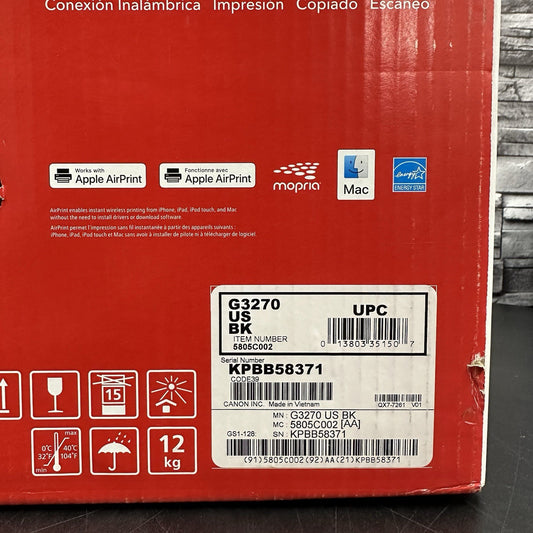 Conexión Inalámbrica Impresión Copiado Escaneo
Works with
Apple AirPrint
Fonctionne avec
Apple AirPrint
mopria
Mac
energy
ENERGY STAR
AirPrint enables instant wireless printing from iPhone, iPad, iPod touch, and Mac
without the need to install drivers or download software.
AirPrint permet l'impression sans fil instantanée à partir des appareils suivants :
iPhone, iPad, iPod touch et Mac sans avoir à installer de pilote ni à télécharger de logiciel.
G3270
US
BK
ITEM NUMBER
5805C002
UPC
0 13803 35150 7
Serial Number
KPBB58371
CODE39
CANON INC. Made in Vietnam
QX7-7261 V01
MN : G3270 US BK
MC : 5805C002 [AA]
GS1-128: SN : KPBB58371
(91)5805C002(92)AA(21)KPBB58371
15
max
0°C 40°C
32°F 104°F
min
12
kg